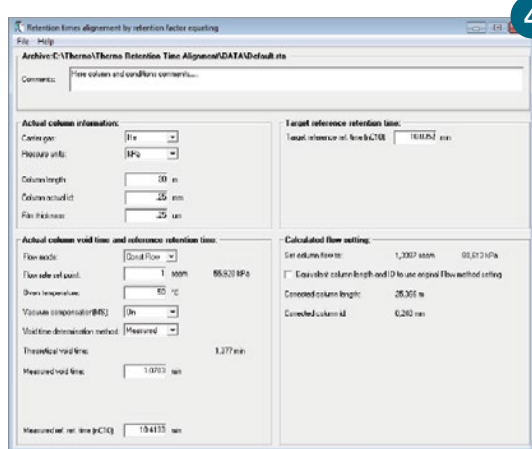 4
Retention times alignement by retention factor equating
File Help
Archive:C:\Thermo\Thermo Retention Time Alignment\DATA\Default.rta
Comments: Here column and conditions comments....
Actual column information:
Carrier gas: He
Pressure units: kPa
Column length: 30 m
Column actual id: .25 mm
Film thickness: .25 um
Target reference retention time:
Target reference ret. time (nC10) min
Actual column void time and reference retention time:
Flow mode: Const Flow
Flow rate set point: 1 sccm kPa
Oven temperature: °C
Vacuum compensation (MS): On
Void time determination method: Measured
Theoretical void time: 1.377 min
Measured void time: min
Measured ref. ret. time (nC10) min
Calculated flow setting:
Set column flow to: sccm kPa
Equivalent column length and ID to use original Flow method setting
Corrected column length: m
Corrected column id: 0,240 mm